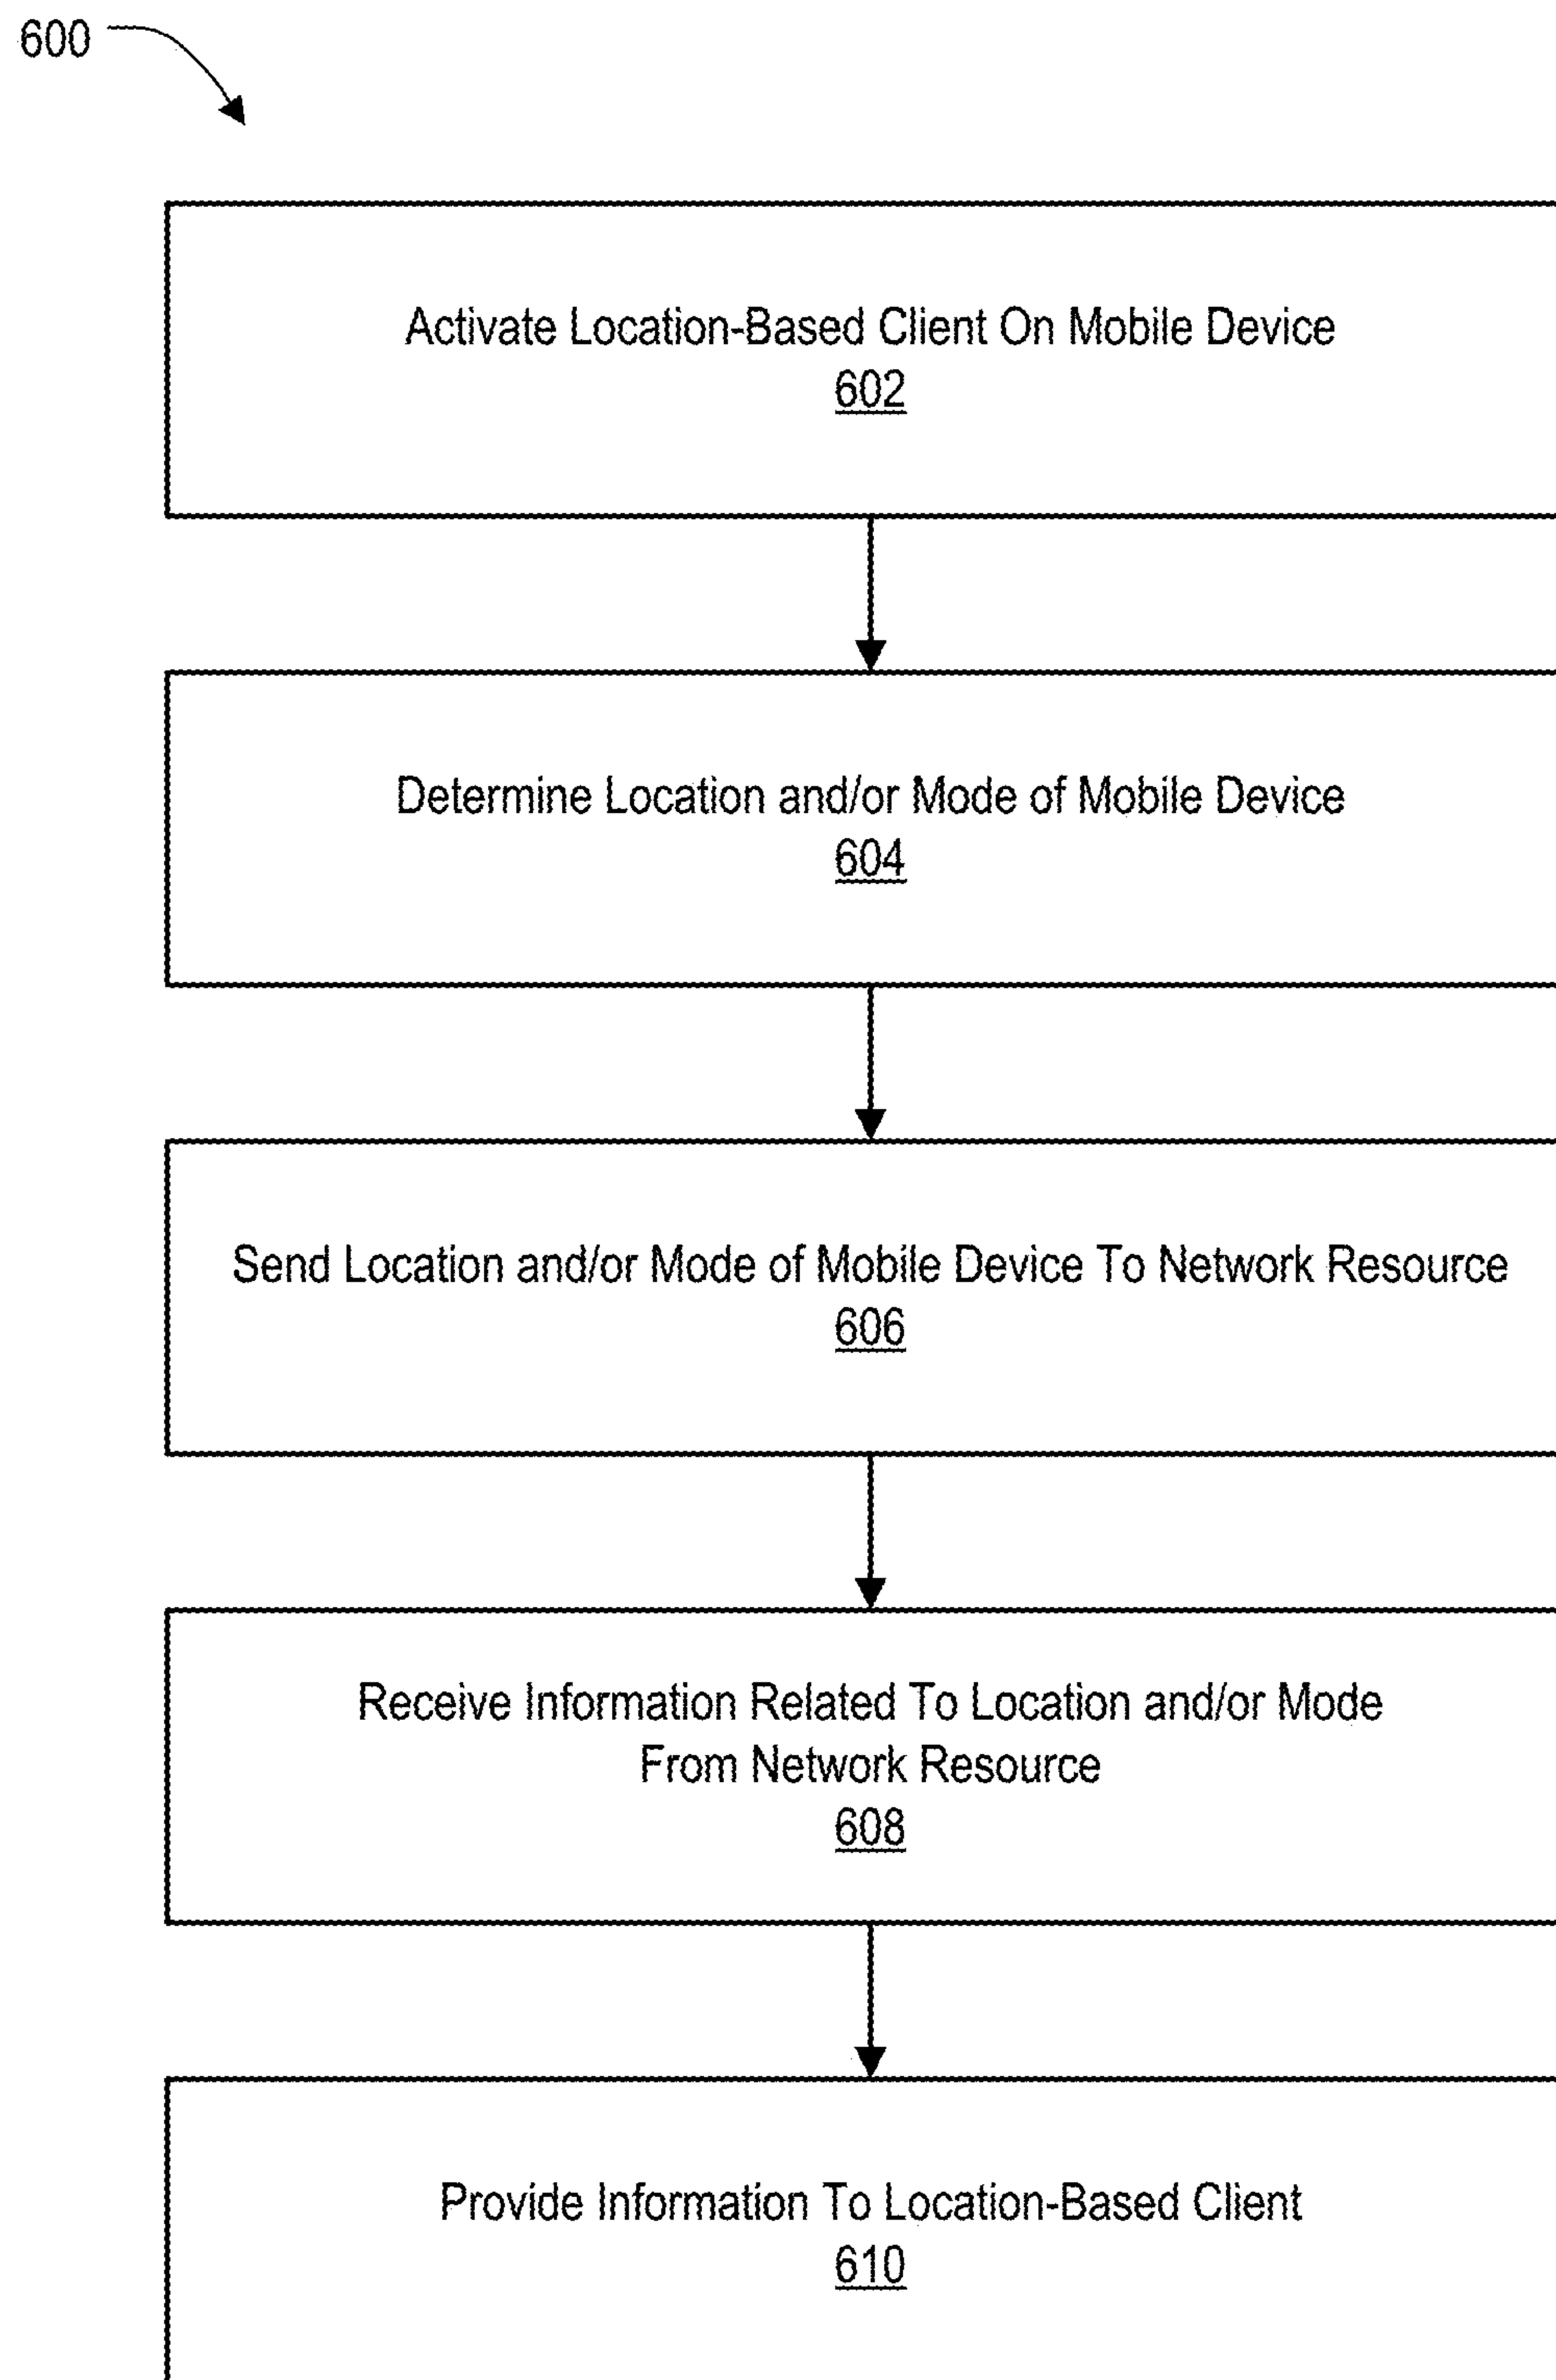 600
Activate Location-Based Client On Mobile Device
602
Determine Location and/or Mode of Mobile Device
604
Send Location and/or Mode of Mobile Device To Network Resource
606
Receive Information Related To Location and/or Mode
From Network Resource
608
Provide Information To Location-Based Client
610